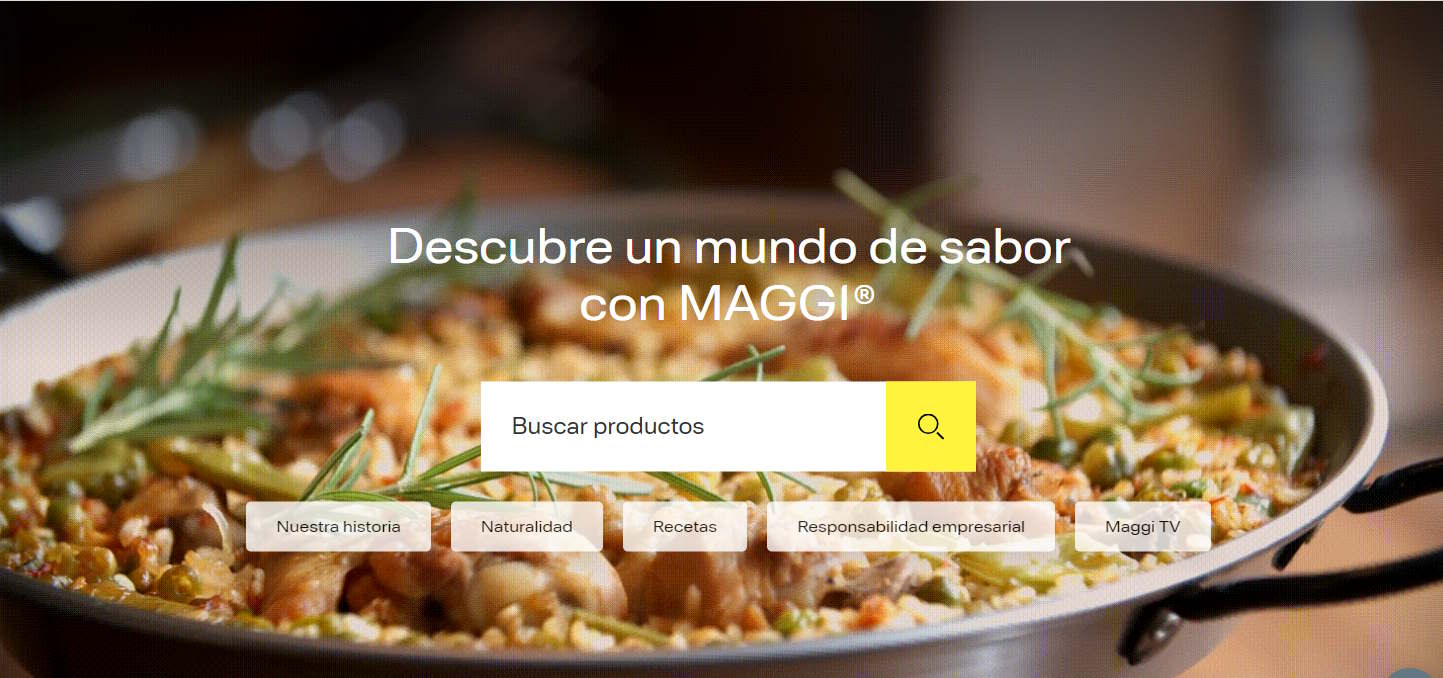 Descubre un mundo de sabor
con MAGGI®
Buscar productos
Nuestra historia
Naturalidad
Recetas
Responsabilidad empresarial
Maggi TV